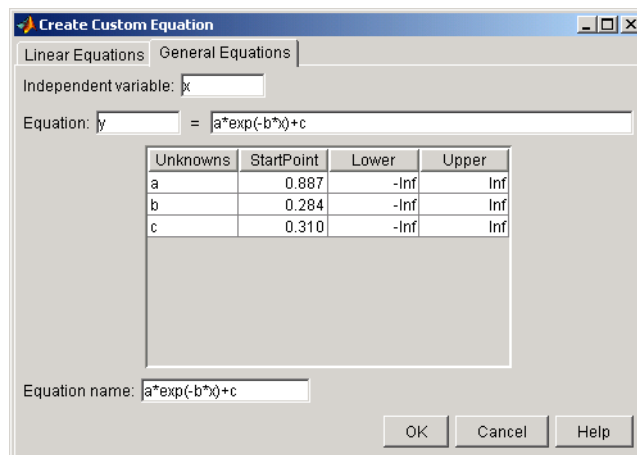 Create Custom Equation
Linear Equations General Equations
Independent variable: x
Equation: y = a*exp(-b*x)+c
Unknowns StartPoint Lower Upper
a 0.887 -Inf Inf
b 0.284 -Inf Inf
c 0.310 -Inf Inf
Equation name: a*exp(-b*x)+c
OK Cancel Help